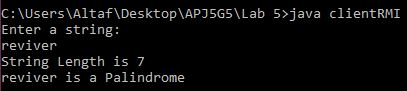 C:\Users\Altaf\Desktop\APJ5G5\Lab 5>java clientRMI
Enter a string:
reviver
String Length is 7
reviver is a Palindrome